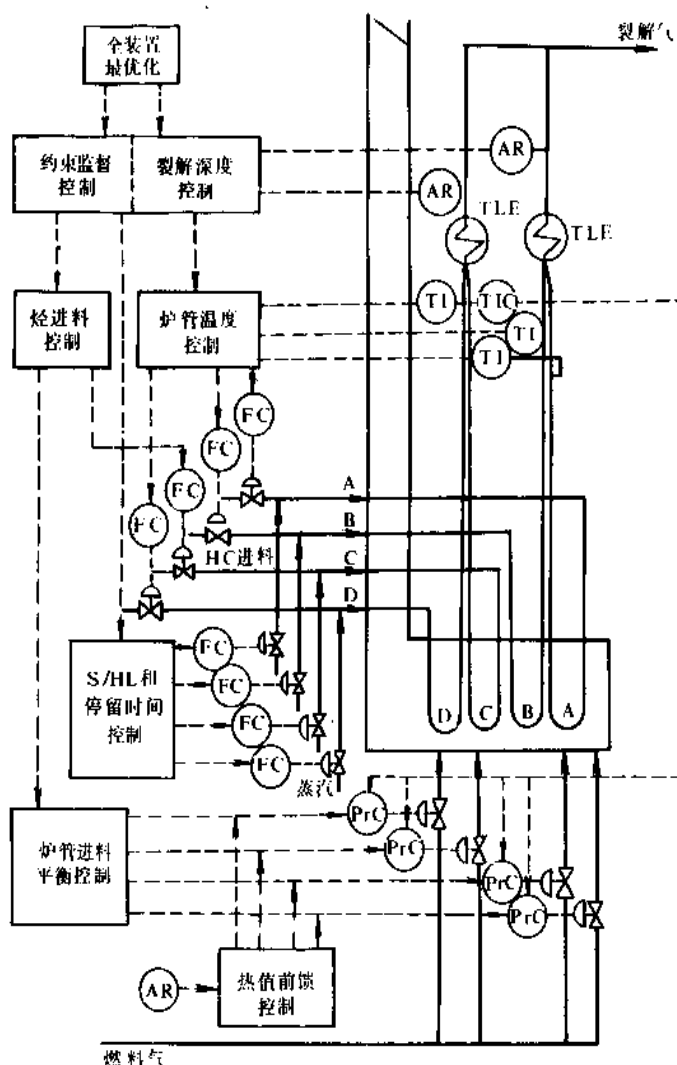 全装置
最优化
裂解气
约束监督
控制
裂解深度
控制
AR
AR
TLE
TLE
烃进料
控制
炉管温度
控制
TI
TIC
TI
TI
FC
FC
FC
FC
A
B
HC进料
C
D
S/HL和
停留时间
控制
FC
FC
FC
FC
蒸汽
D
C
B
A
炉管进料
平衡控制
PrC
PrC
PrC
PrC
AR
热值前馈
控制
燃料气